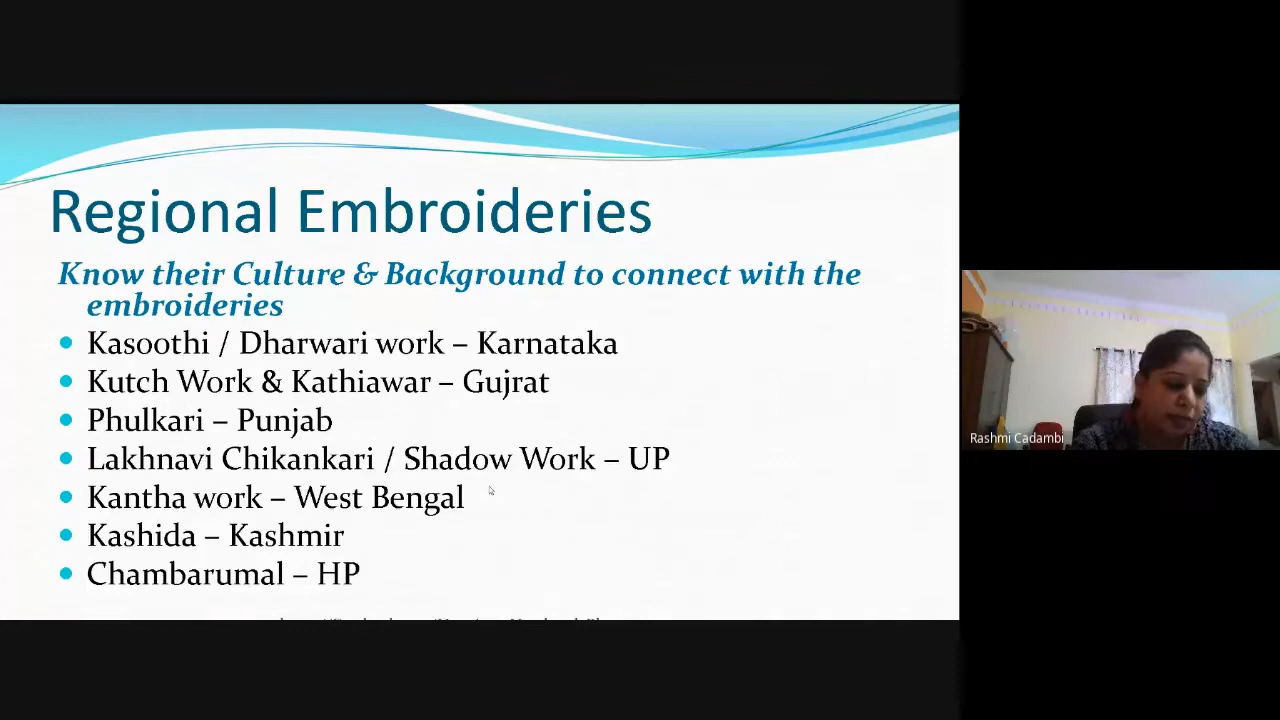 Regional Embroideries
Know their Culture & Background to connect with the
embroideries
Kasoothi / Dharwari work – Karnataka
Kutch Work & Kathiawar – Gujrat
Phulkari – Punjab
Lakhnavi Chikankari / Shadow Work – UP
Kantha work – West Bengal
Kashida – Kashmir
Chambarumal – HP
Rashmi Cadambi